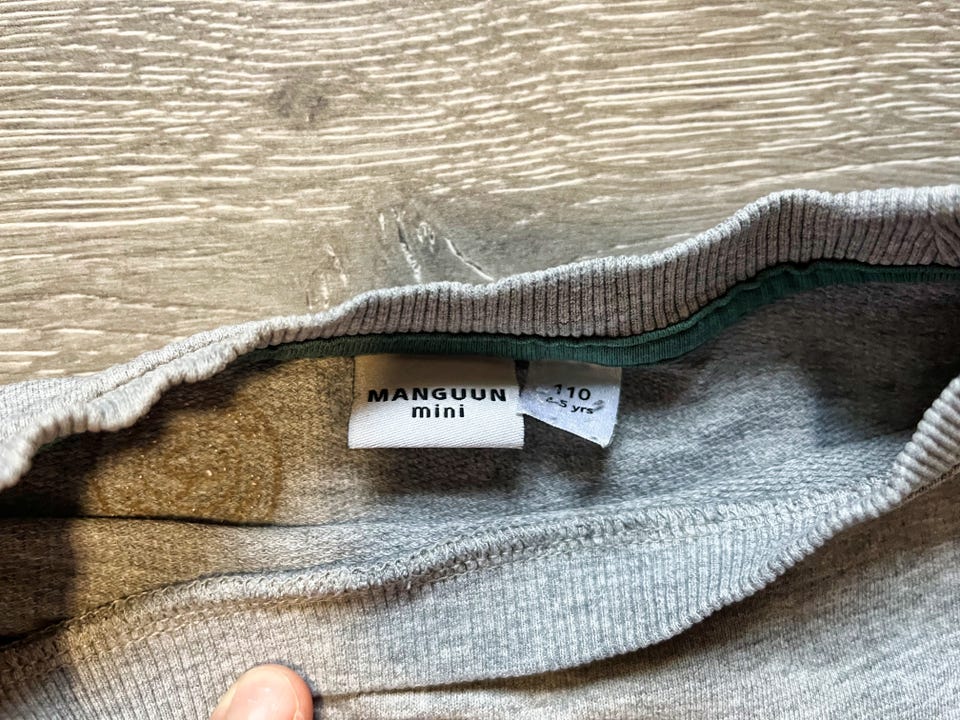 MANGUUN
mini
110
4-5 yrs